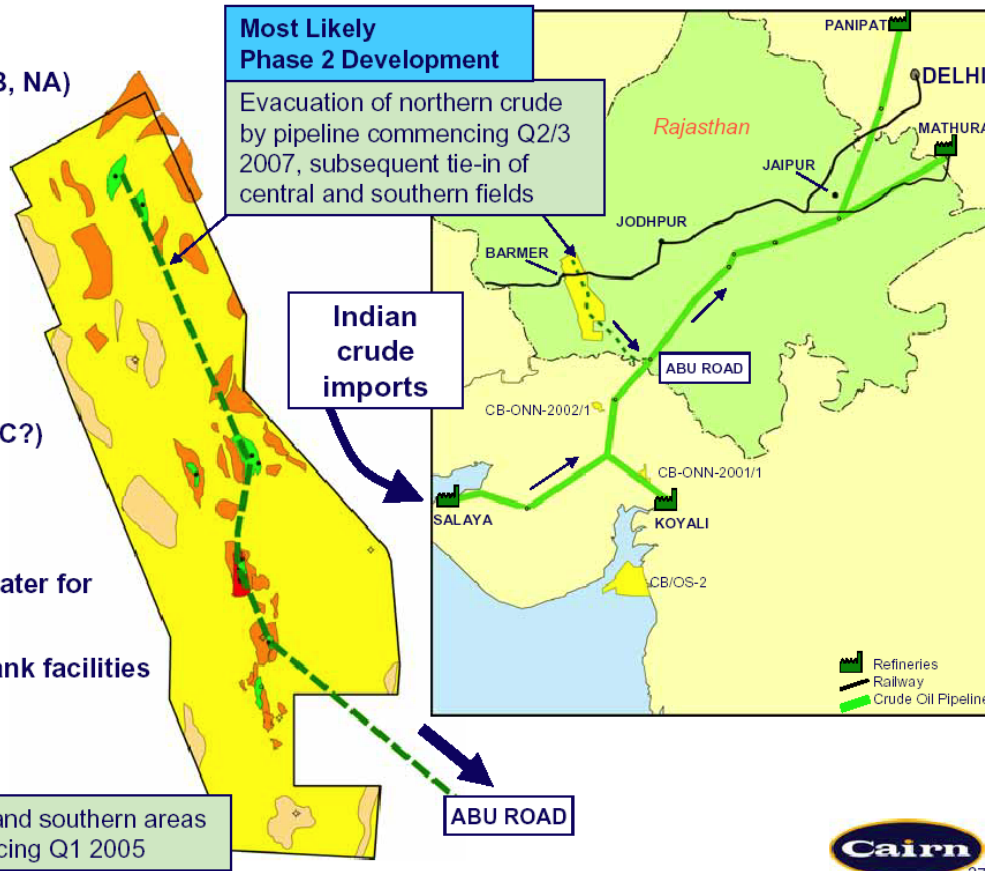 Most Likely
Phase 2 Development
Evacuation of northern crude
by pipeline commencing Q2/3
2007, subsequent tie-in of
central and southern fields
B, NA)
C?)
ater for
ank facilities
and southern areas
cing Q1 2005
Indian
crude
imports
ABU ROAD
PANIPAT
DELHI
Rajasthan
MATHURA
JAIPUR
JODHPUR
BARMER
ABU ROAD
CB-ONN-2002/1
CB-ONN-2001/1
SALAYA
KOYALI
CB/OS-2
Refineries
Railway
Crude Oil Pipeline
Cairn